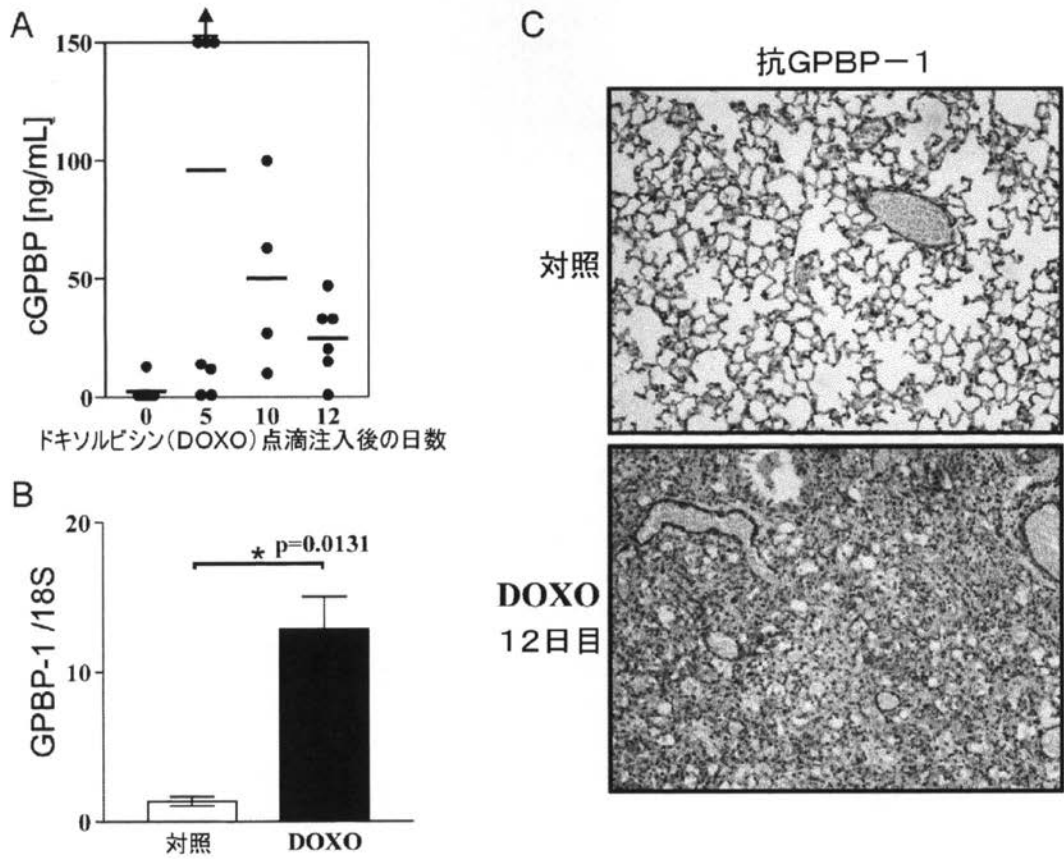 A
150
100
50
0
cGPBP [ng/mL]
0 5 10 12
ドキソルビシン(DOXO)点滴注入後の日数
B
20
10
0
GPBP-1 /18S
* p=0.0131
対照 DOXO
C
抗GPBP－1
対照
DOXO
12日目